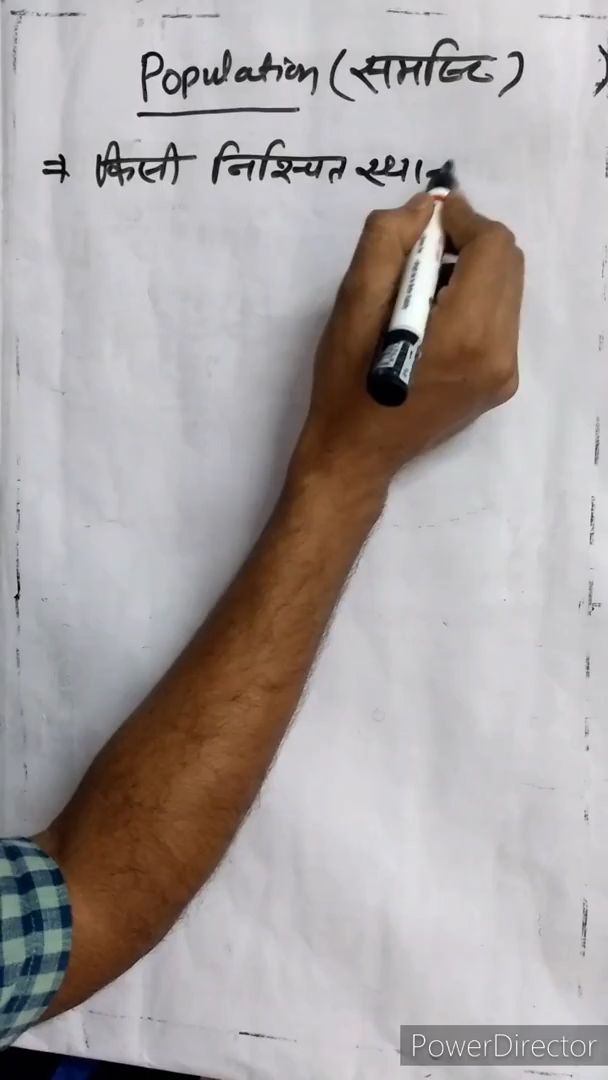 Population (समष्टि)
⇒ किसी निश्चित स्थान
PowerDirector